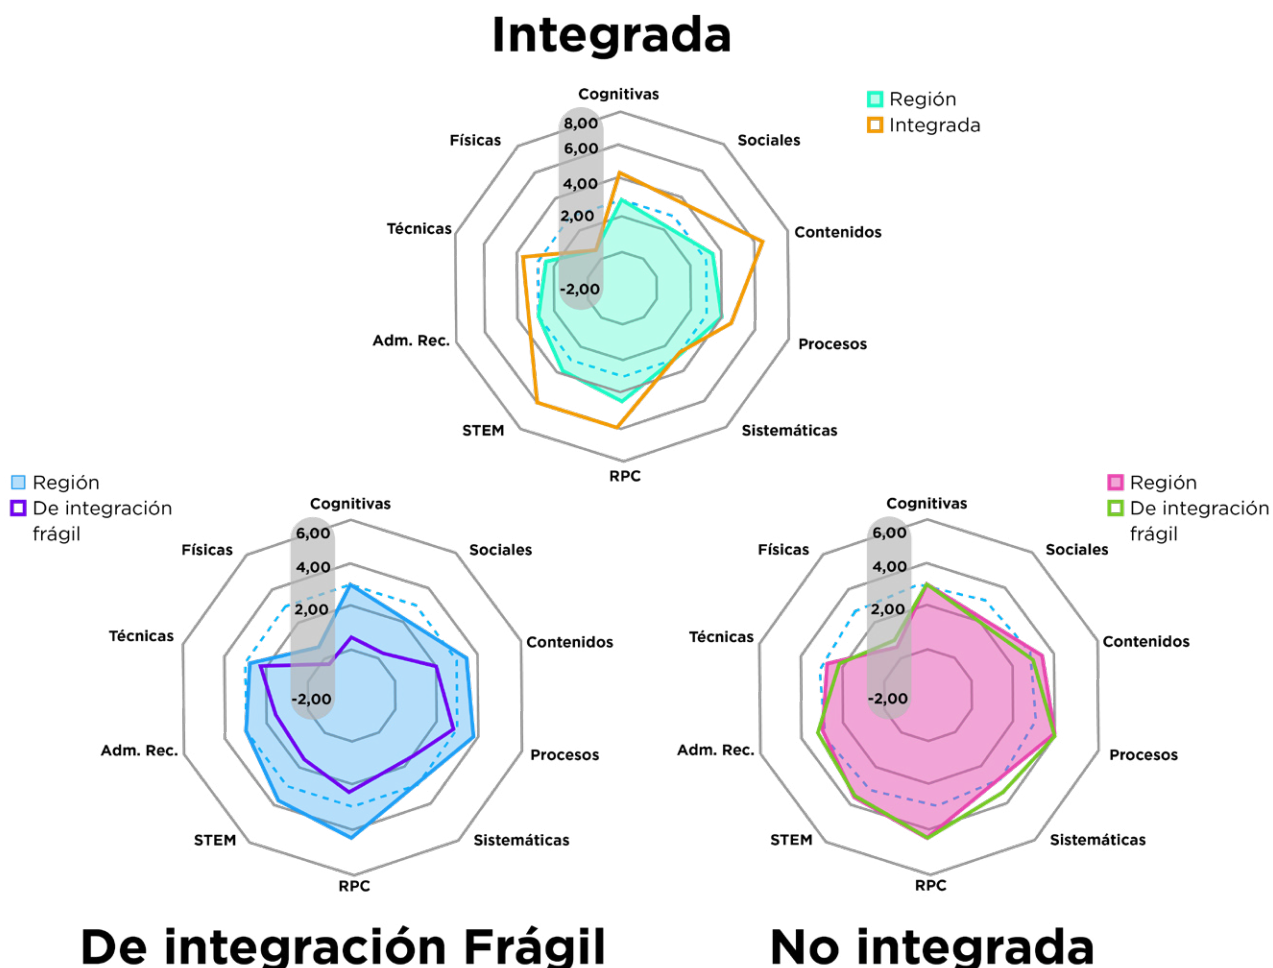 Integrada
Región
Integrada
Cognitivas
Sociales
Contenidos
Procesos
Sistemáticas
RPC
STEM
Adm. Rec.
Técnicas
Físicas
8,00
6,00
4,00
2,00
-2,00
Región
De integración
frágil
Cognitivas
Sociales
Contenidos
Procesos
Sistemáticas
RPC
STEM
Adm. Rec.
Técnicas
Físicas
6,00
4,00
2,00
-2,00
De integración Frágil
Región
De integración
frágil
Cognitivas
Sociales
Contenidos
Procesos
Sistemáticas
RPC
STEM
Adm. Rec.
Técnicas
Físicas
6,00
4,00
2,00
-2,00
No integrada